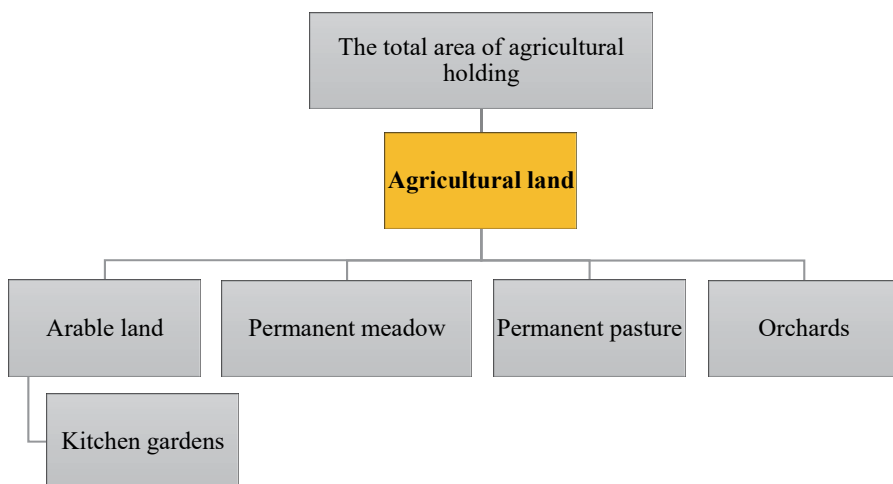 The total area of agricultural
holding
Agricultural land
Arable land
Permanent meadow
Permanent pasture
Orchards
Kitchen gardens